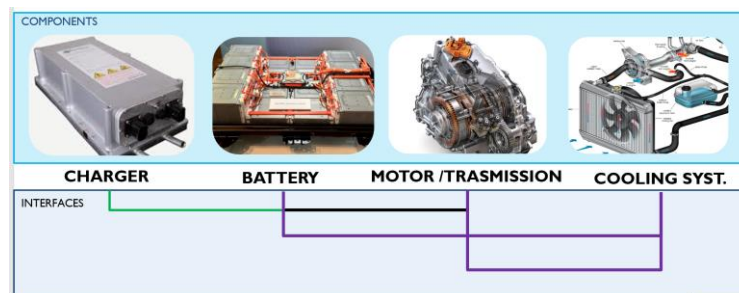 COMPONENTS
CHARGER
BATTERY
MOTOR /TRASMISSION
COOLING SYST.
INTERFACES